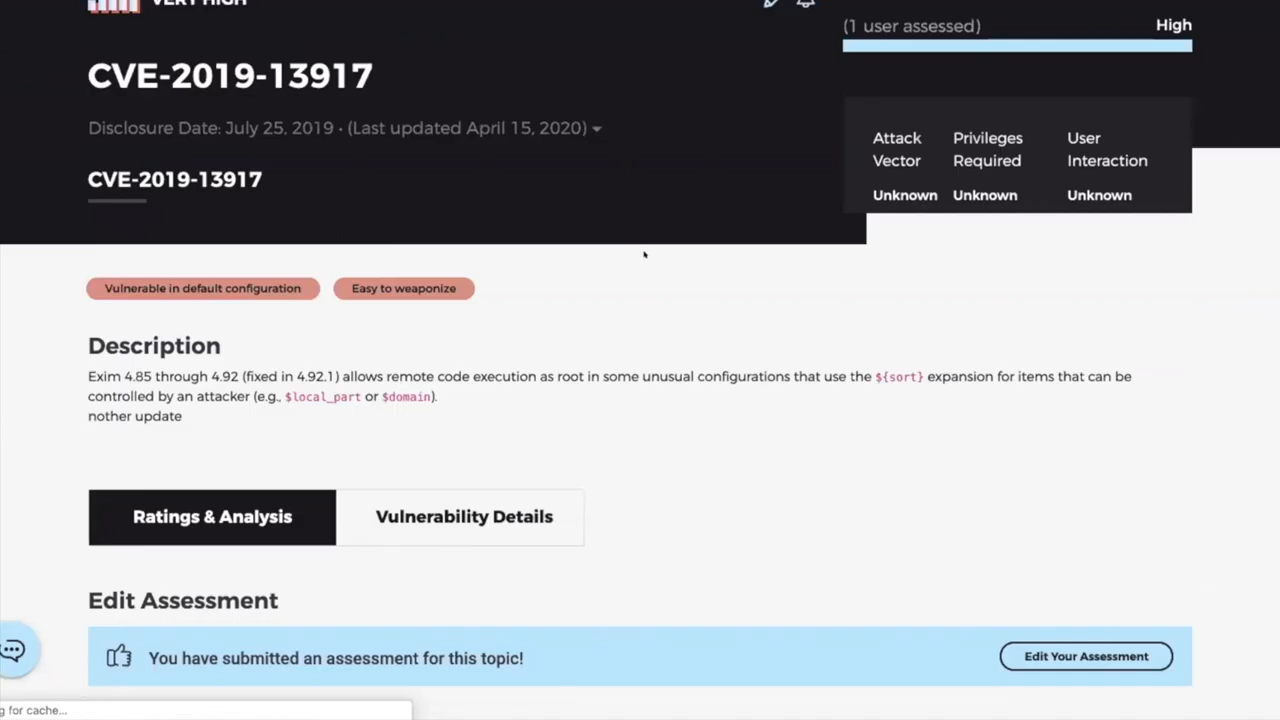 VERY HIGH
(1 user assessed) High
CVE-2019-13917
Disclosure Date: July 25, 2019 • (Last updated April 15, 2020)
Attack Vector
Privileges Required
User Interaction
CVE-2019-13917
Unknown Unknown Unknown
Vulnerable in default configuration Easy to weaponize
Description
Exim 4.85 through 4.92 (fixed in 4.92.1) allows remote code execution as root in some unusual configurations that use the ${sort} expansion for items that can be
controlled by an attacker (e.g., $local_part or $domain).
nother update
Ratings & Analysis Vulnerability Details
Edit Assessment
You have submitted an assessment for this topic! Edit Your Assessment
g for cache...